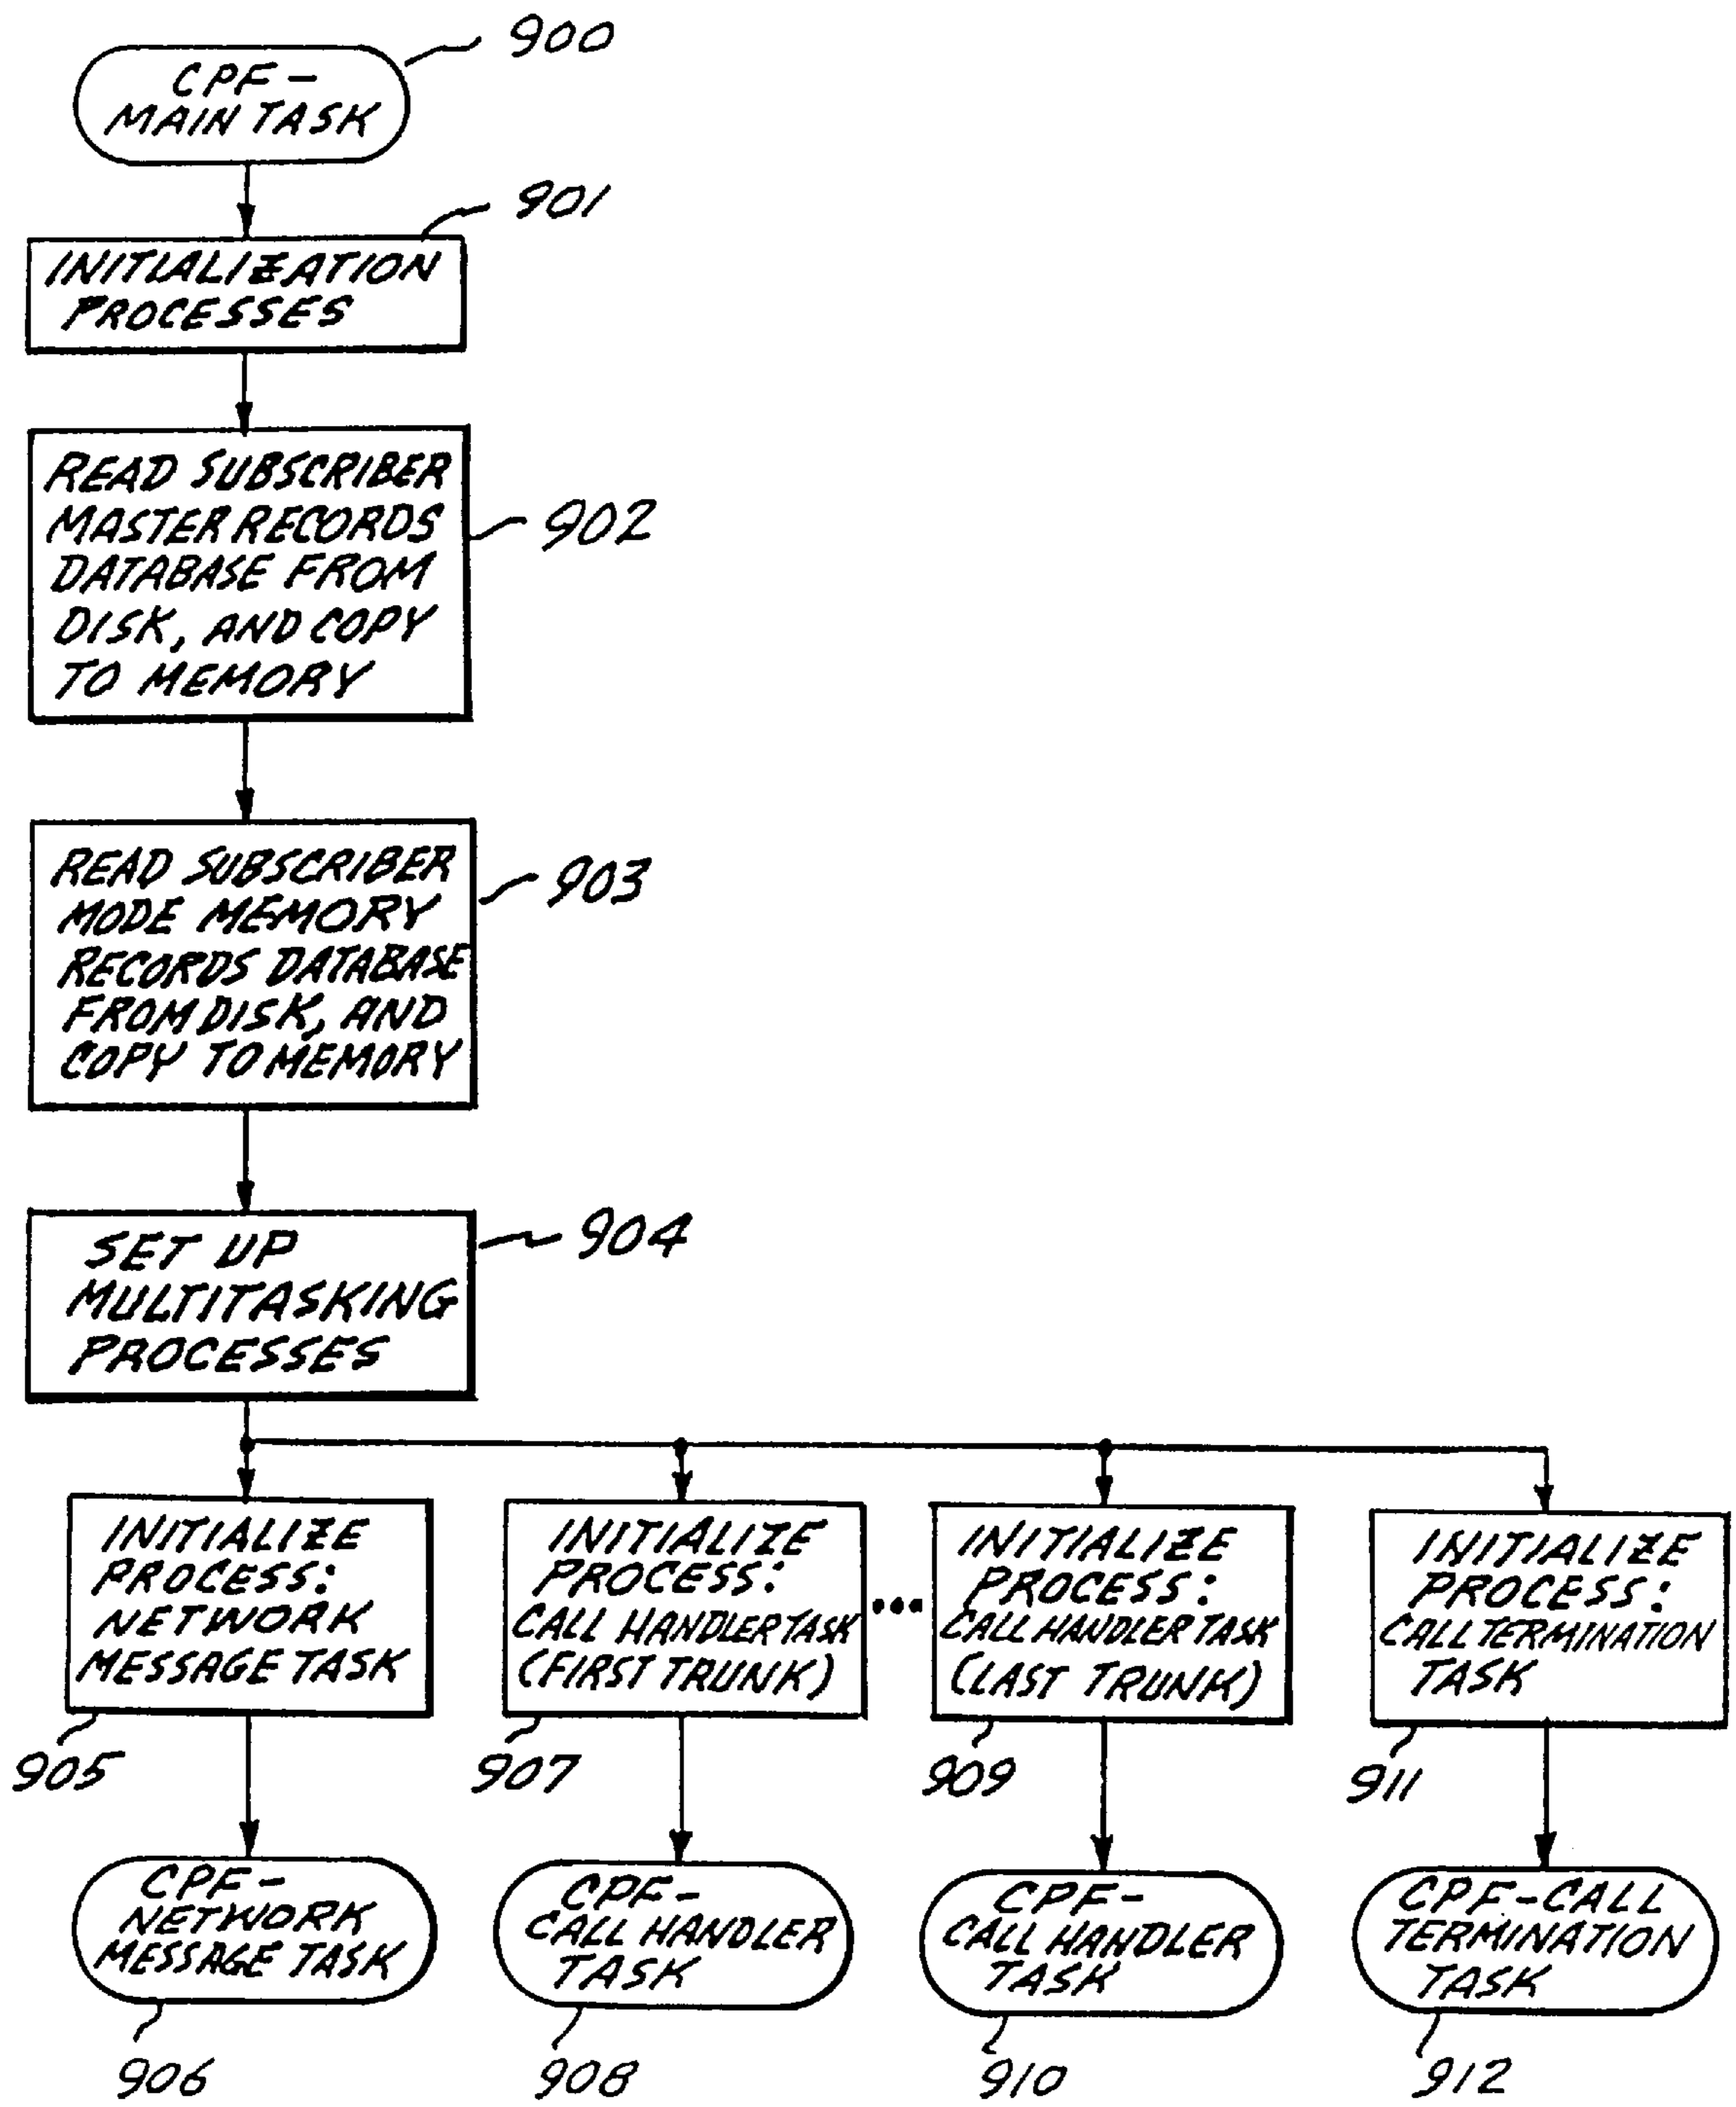 900
CPF-
MAIN TASK
901
INITIALIZATION
PROCESSES
READ SUBSCRIBER
MASTER RECORDS
DATABASE FROM
DISK, AND COPY
TO MEMORY
902
READ SUBSCRIBER
MODE MEMORY
RECORDS DATABASE
FROM DISK, AND
COPY TO MEMORY
903
SET UP
MULTITASKING
PROCESSES
904
INITIALIZE
PROCESS:
NETWORK
MESSAGE TASK
905
INITIALIZE
PROCESS:
CALL HANDLER TASK
(FIRST TRUNK)
907
...
INITIALIZE
PROCESS:
CALL HANDLER TASK
(LAST TRUNK)
909
INITIALIZE
PROCESS:
CALL TERMINATION
TASK
911
CPF-
NETWORK
MESSAGE TASK
906
CPF-
CALL HANDLER
TASK
908
CPF-
CALL HANDLER
TASK
910
CPF-CALL
TERMINATION
TASK
912